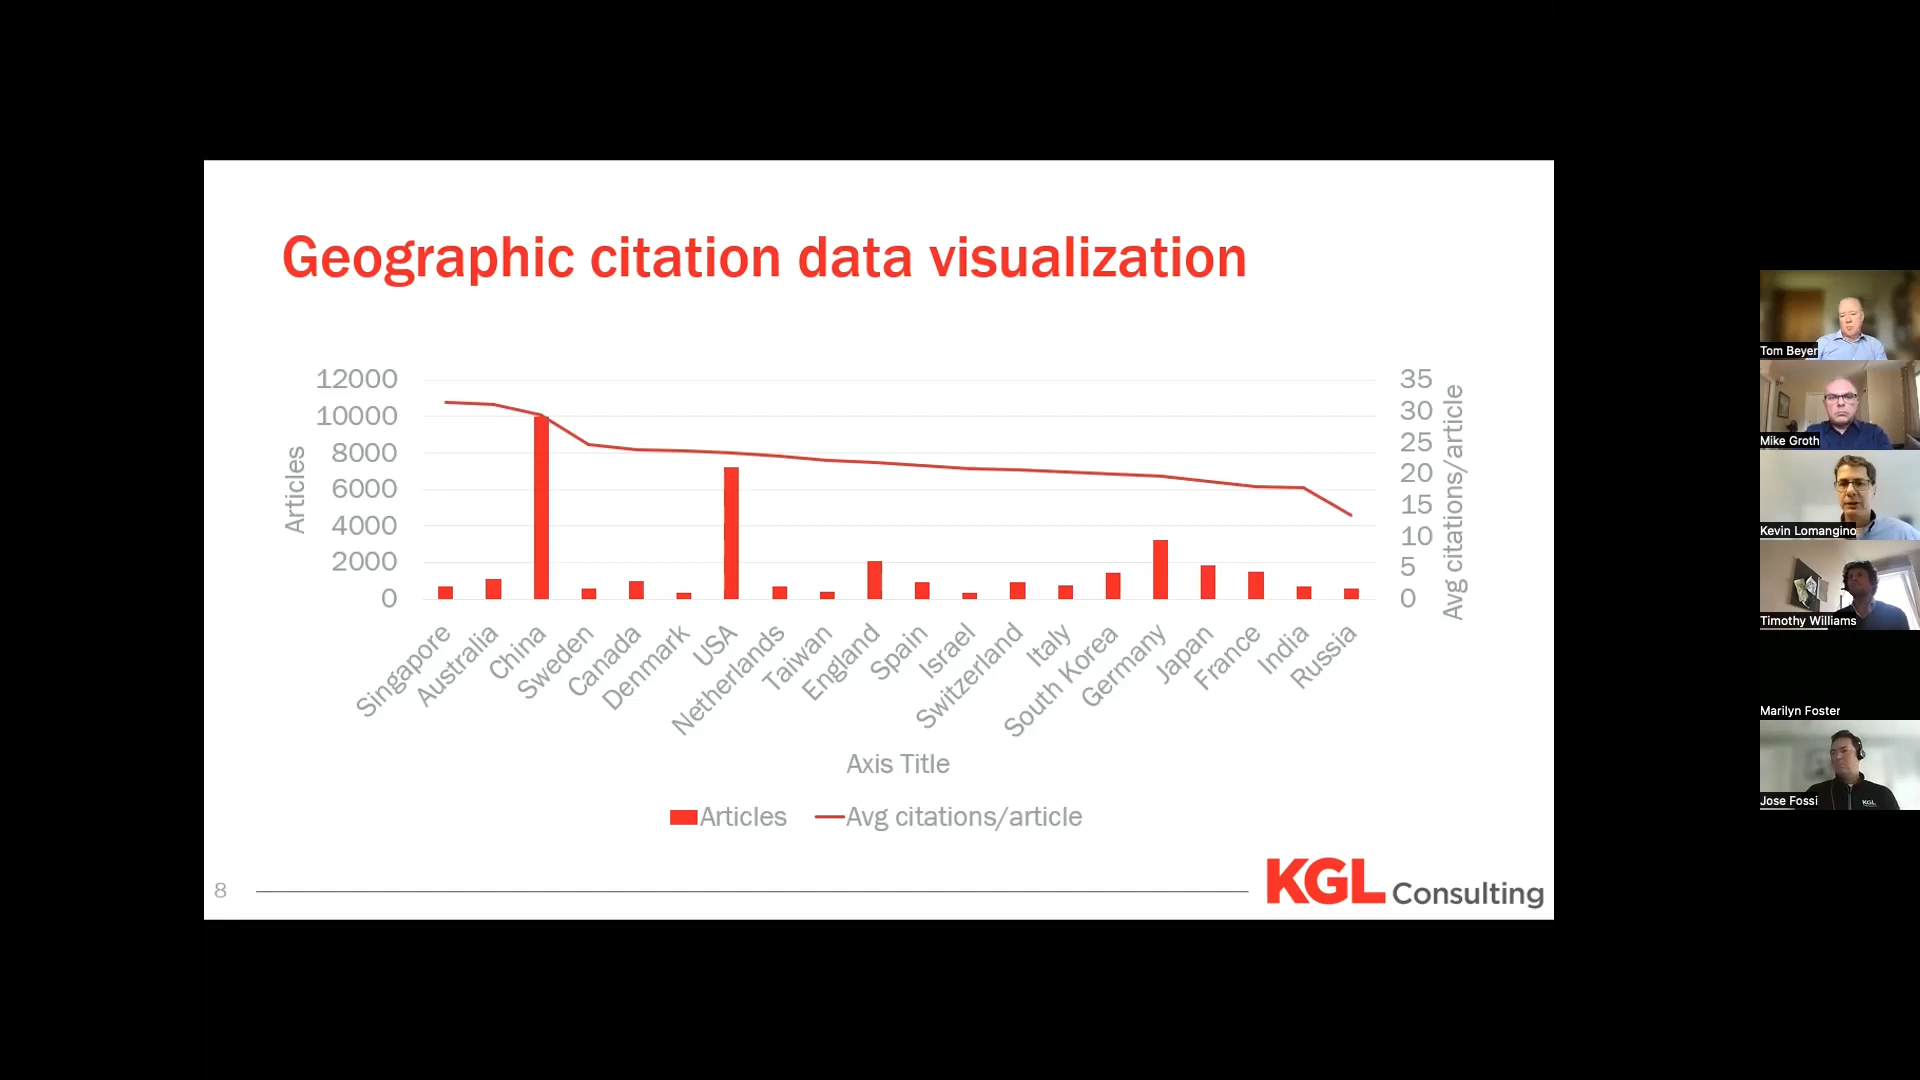 Geographic citation data visualization
12000
10000
8000
6000
4000
2000
0
Articles
35
30
25
20
15
10
5
0
Avg citations/article
Singapore
Australia
China
Sweden
Canada
Denmark
USA
Netherlands
Taiwan
England
Spain
Israel
Switzerland
Italy
South Korea
Germany
Japan
France
India
Russia
Axis Title
Articles
Avg citations/article
8
KGL Consulting
Tom Beyer
Mike Groth
Kevin Lomangino
Timothy Williams
Marilyn Foster
KGL
Jose Fossi